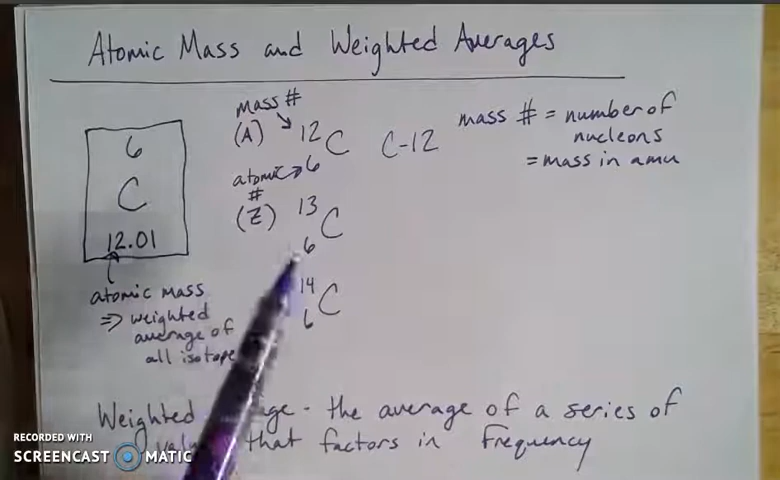 Atomic Mass and Weighted Averages
6
C
12.01
atomic mass
=> weighted
average of
all isotope
mass #
(A)
12
C
6
C-12
atomic
#
(Z)
13
C
6
14
C
6
mass # = number of
nucleons
= mass in amu
Weighted - the average of a series of
that factors in frequency
RECORDED WITH
SCREENCAST MATIC